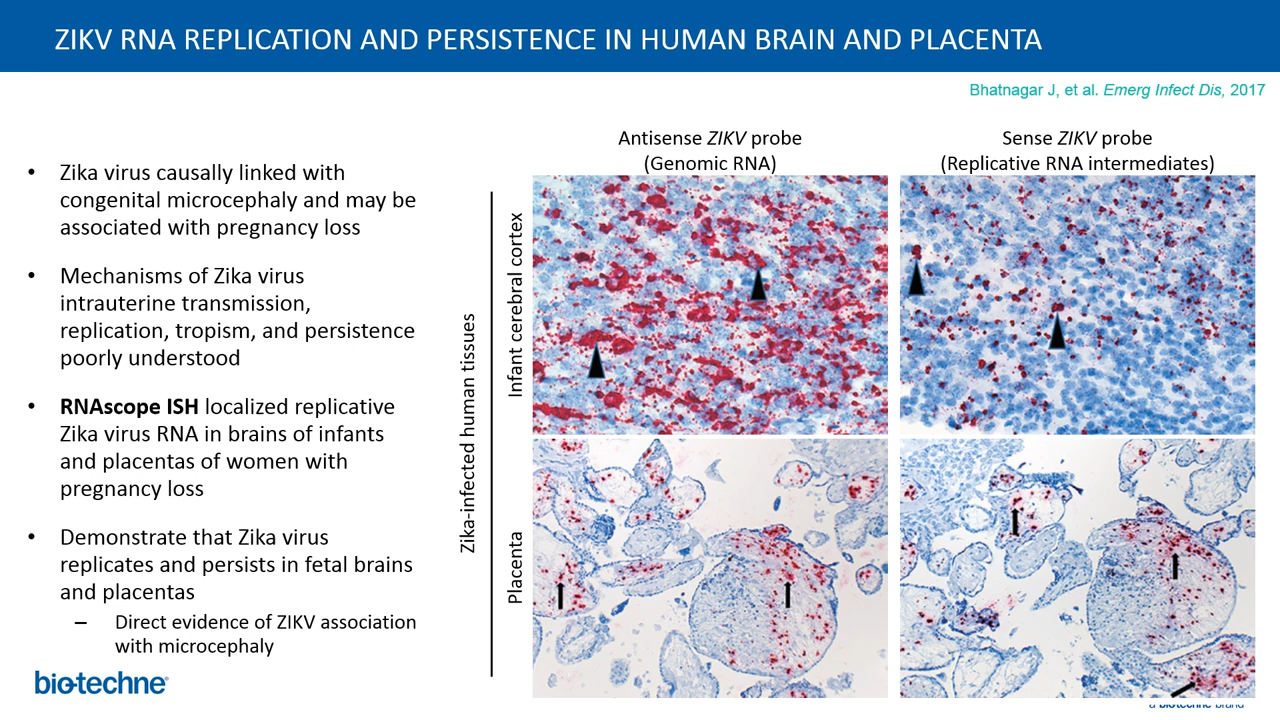 ZIKV RNA REPLICATION AND PERSISTENCE IN HUMAN BRAIN AND PLACENTA
Bhatnagar J, et al. Emerg Infect Dis, 2017
• Zika virus causally linked with
congenital microcephaly and may be
associated with pregnancy loss
• Mechanisms of Zika virus
intrauterine transmission,
replication, tropism, and persistence
poorly understood
• RNAscope ISH localized replicative
Zika virus RNA in brains of infants
and placentas of women with
pregnancy loss
• Demonstrate that Zika virus
replicates and persists in fetal brains
and placentas
– Direct evidence of ZIKV association
with microcephaly
Antisense ZIKV probe
(Genomic RNA)
Sense ZIKV probe
(Replicative RNA intermediates)
Zika-infected human tissues
Infant cerebral cortex
Placenta
bio-techne®
a biotechne brand